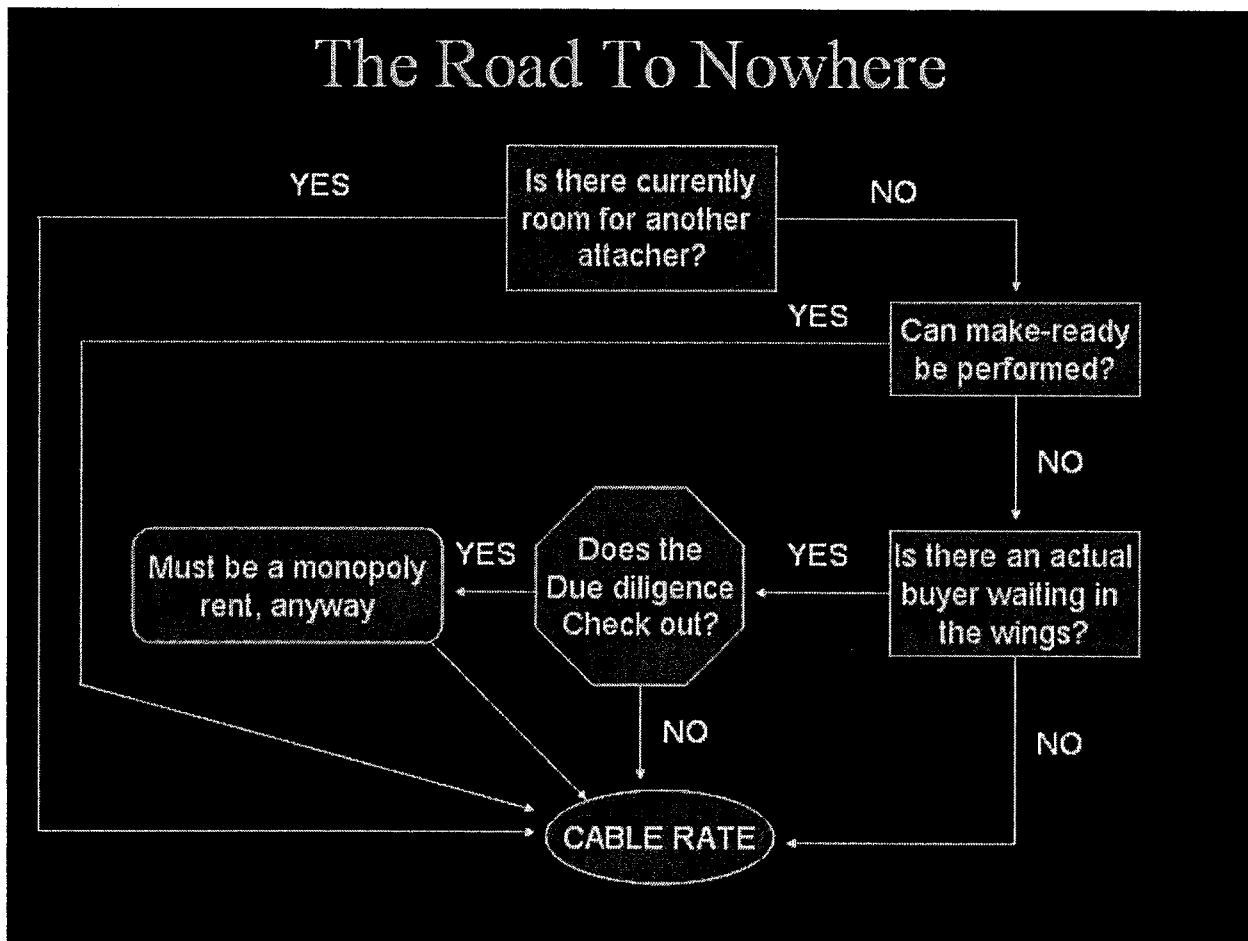 The Road To Nowhere
YES
Is there currently
room for another
attacher?
NO
YES
Can make-ready
be performed?
NO
Must be a monopoly
rent, anyway
YES
Does the
Due diligence
Check out?
YES
Is there an actual
buyer waiting in
the wings?
NO
NO
CABLE RATE